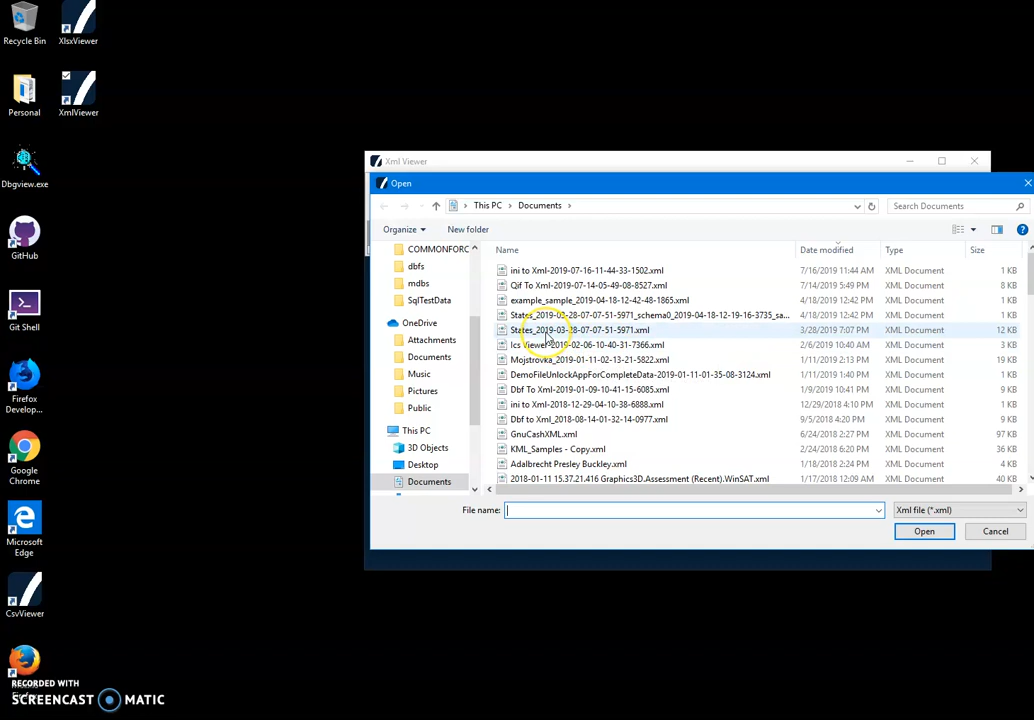 Recycle Bin
XlsxViewer
Personal
XmlViewer
Dbgview.exe
GitHub
Git Shell
Firefox
Develop...
Google
Chrome
Microsoft
Edge
CsvViewer
RECORDED WITH
SCREENCAST MATIC
Xml Viewer
Open
This PC > Documents >
Search Documents
Organize
New folder
Name
Date modified
Type
Size
COMMONFORC
dbfs
mdbs
SqlTestData
OneDrive
Attachments
Documents
Music
Pictures
Public
This PC
3D Objects
Desktop
Documents
ini to Xml-2019-07-16-11-44-33-1502.xml 7/16/2019 11:44 AM XML Document 1 KB
Qif To Xml-2019-07-14-05-49-08-8527.xml 7/14/2019 5:49 PM XML Document 8 KB
example_sample_2019-04-18-12-42-48-1865.xml 4/18/2019 12:42 PM XML Document 1 KB
States_2019-03-28-07-07-51-5971_schema0_2019-04-18-12-19-16-3735_sa... 4/18/2019 12:42 PM XML Document 1 KB
States_2019-03-28-07-07-51-5971.xml 3/28/2019 7:07 PM XML Document 12 KB
Ics Viewer-2019-02-06-10-40-31-7366.xml 2/6/2019 10:40 AM XML Document 3 KB
Mojstrovka_2019-01-11-02-13-21-5822.xml 1/11/2019 2:13 PM XML Document 19 KB
DemoFileUnlockAppForCompleteData-2019-01-11-01-35-08-3124.xml 1/11/2019 1:40 PM XML Document 1 KB
Dbf To Xml-2019-01-09-10-41-15-6085.xml 1/9/2019 10:41 PM XML Document 9 KB
ini to Xml-2018-12-29-04-10-38-6888.xml 12/29/2018 4:10 PM XML Document 1 KB
Dbf to Xml_2018-08-14-01-32-14-0977.xml 9/5/2018 4:20 PM XML Document 4 KB
GnuCashXML.xml 6/24/2018 2:27 PM XML Document 97 KB
KML_Samples - Copy.xml 2/24/2018 6:20 PM XML Document 36 KB
Adalbrecht Presley Buckley.xml 1/18/2018 2:24 PM XML Document 4 KB
2018-01-11 15.37.21.416 Graphics3D.Assessment (Recent).WinSAT.xml 1/17/2018 12:09 AM XML Document 40 KB
File name:
Xml file (*.xml)
Open
Cancel